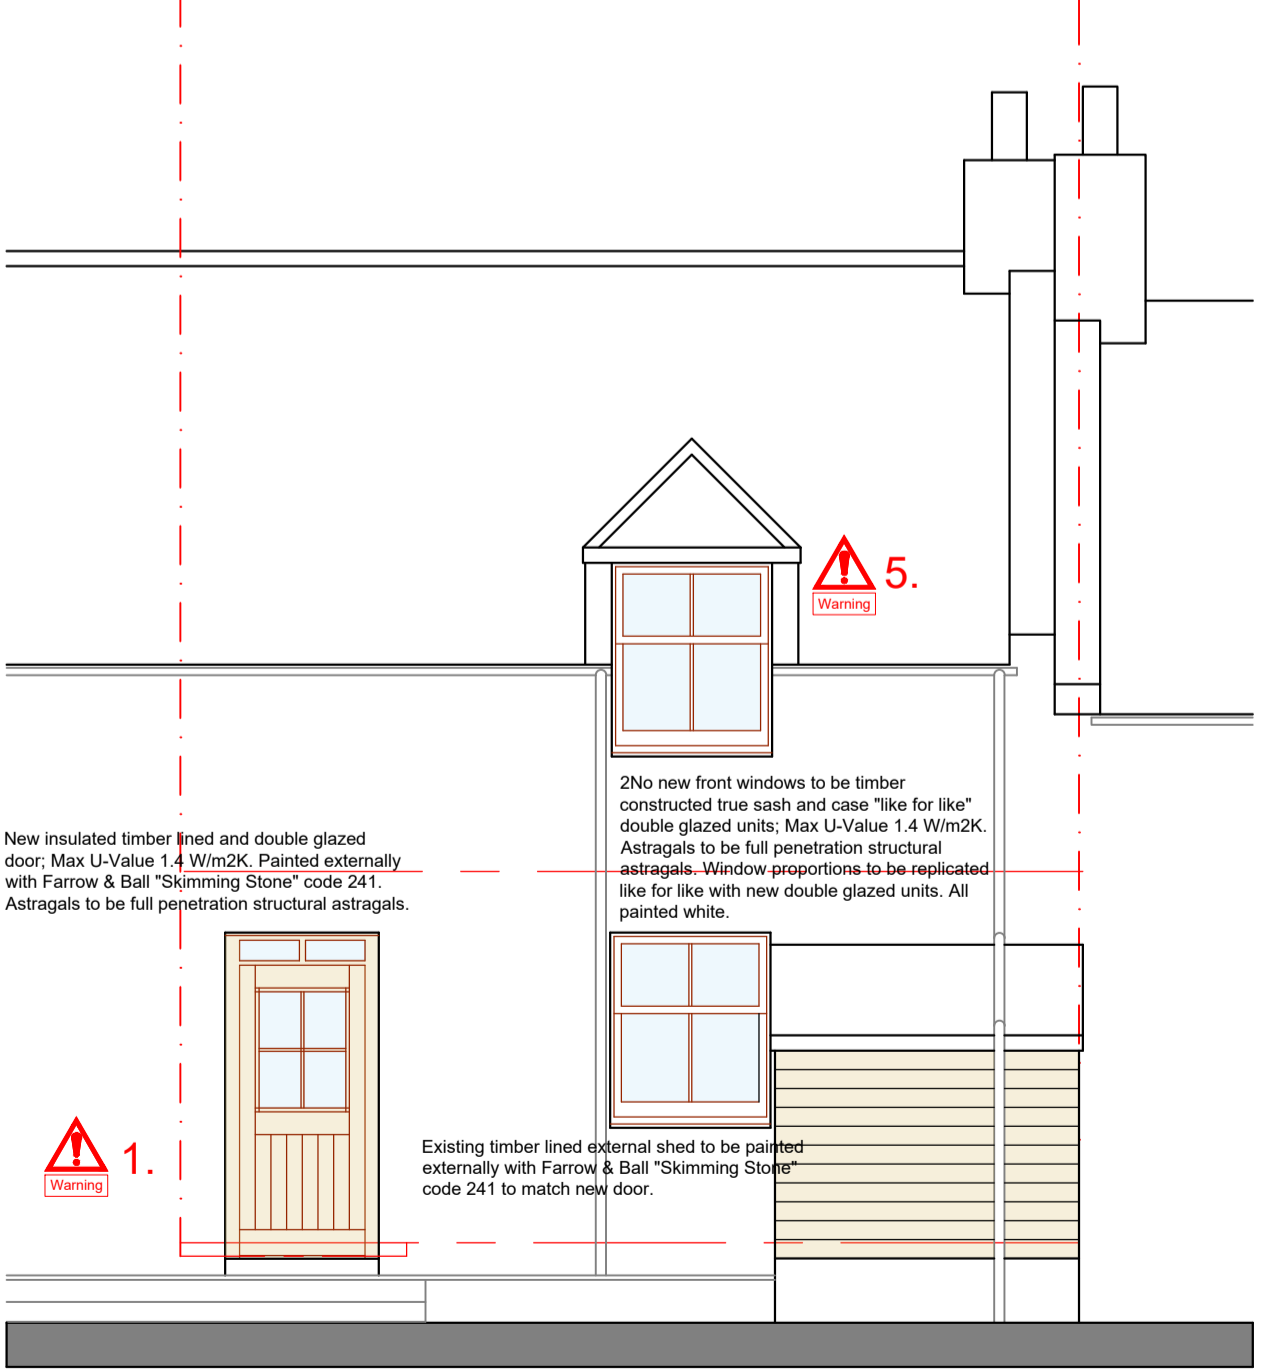 5.
Warning
2No new front windows to be timber
constructed true sash and case "like for like"
double glazed units; Max U-Value 1.4 W/m2K.
Astragals to be full penetration structural
astragals. Window proportions to be replicated
like for like with new double glazed units. All
painted white.
New insulated timber lined and double glazed
door; Max U-Value 1.4 W/m2K. Painted externally
with Farrow & Ball "Skimming Stone" code 241.
Astragals to be full penetration structural astragals.
1.
Warning
Existing timber lined external shed to be painted
externally with Farrow & Ball "Skimming Stone"
code 241 to match new door.